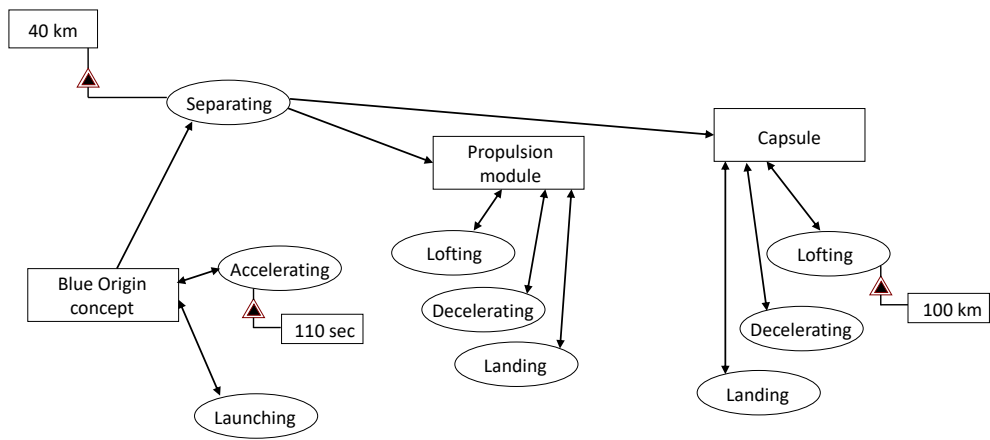 40 km
Separating
Capsule
Propulsion
module
Lofting
Lofting
Accelerating
Blue Origin
concept
Decelerating
100 km
110 sec
Decelerating
Landing
Landing
Launching